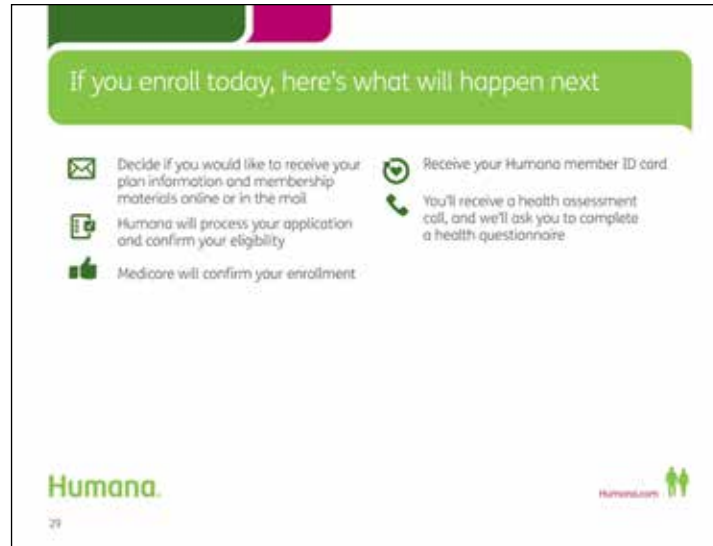 If you enroll today, here's what will happen next
Decide if you would like to receive your
plan information and membership
materials online or in the mail
Humana will process your application
and confirm your eligibility
Medicare will confirm your enrollment
Receive your Humana member ID card
You'll receive a health assessment
call, and we'll ask you to complete
a health questionnaire
Humana.
Humana.com
29